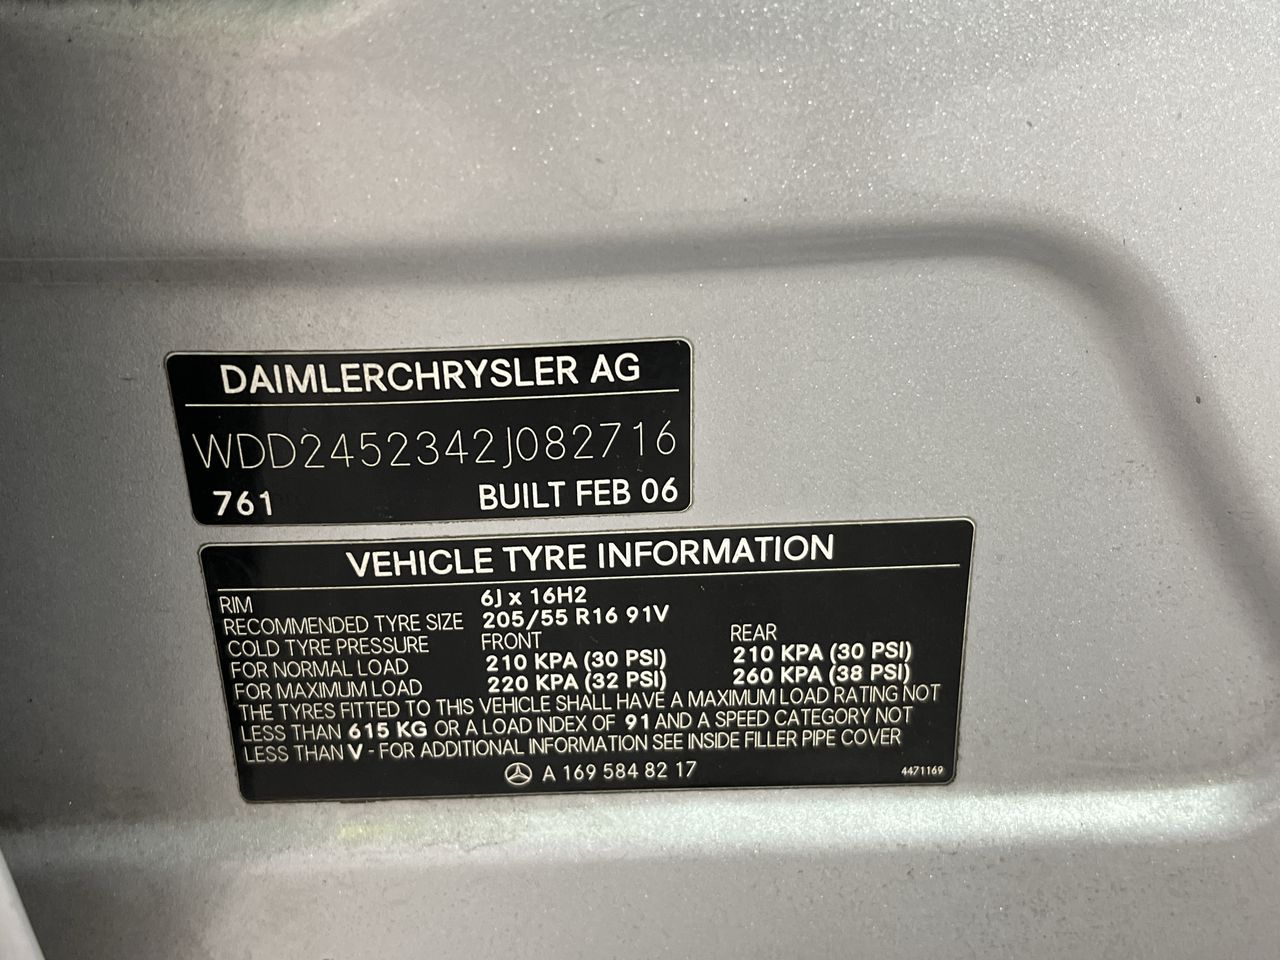 DAIMLERCHRYSLER AG
WDD2452342J082716
761 BUILT FEB 06
VEHICLE TYRE INFORMATION
RIM 6J x 16H2
RECOMMENDED TYRE SIZE 205/55 R16 91V
COLD TYRE PRESSURE FRONT REAR
FOR NORMAL LOAD 210 KPA (30 PSI) 210 KPA (30 PSI)
FOR MAXIMUM LOAD 220 KPA (32 PSI) 260 KPA (38 PSI)
THE TYRES FITTED TO THIS VEHICLE SHALL HAVE A MAXIMUM LOAD RATING NOT
LESS THAN 615 KG OR A LOAD INDEX OF 91 AND A SPEED CATEGORY NOT
LESS THAN V - FOR ADDITIONAL INFORMATION SEE INSIDE FILLER PIPE COVER
A 169 584 82 17 4471169